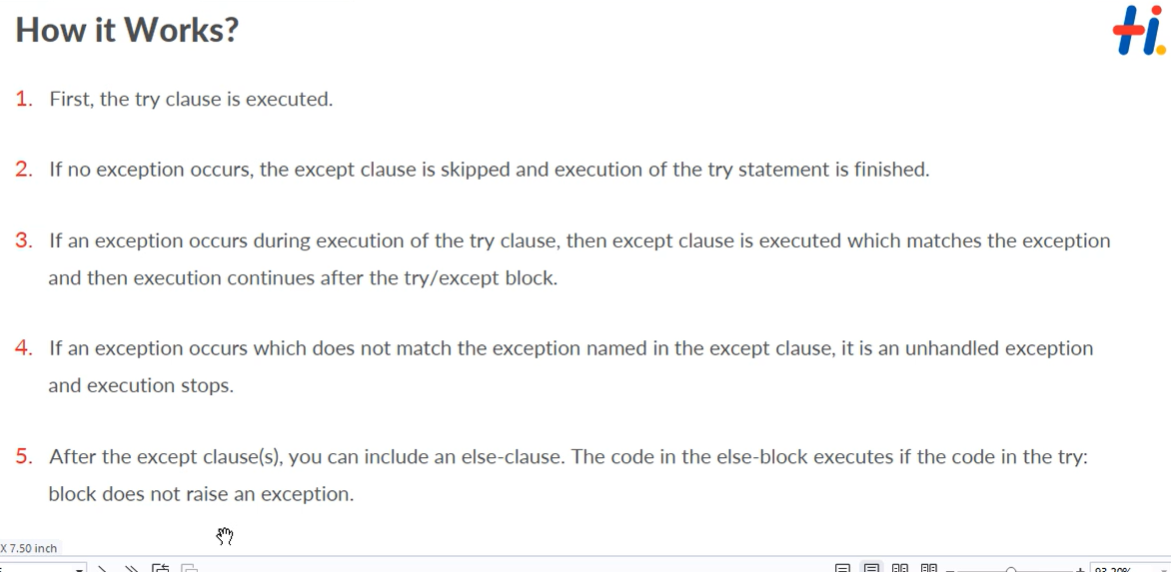 How it Works?
Hi.
1. First, the try clause is executed.
2. If no exception occurs, the except clause is skipped and execution of the try statement is finished.
3. If an exception occurs during execution of the try clause, then except clause is executed which matches the exception
and then execution continues after the try/except block.
4. If an exception occurs which does not match the exception named in the except clause, it is an unhandled exception
and execution stops.
5. After the except clause(s), you can include an else-clause. The code in the else-block executes if the code in the try:
block does not raise an exception.
X 7.50 inch